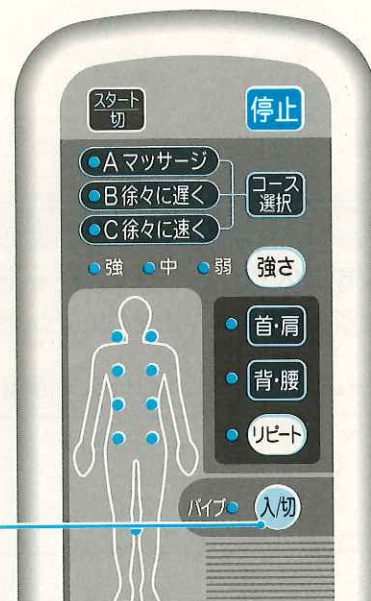 スタート
切
停止
Aマッサージ
B徐々に遅く
C徐々に速く
コース
選択
強 中 弱 強さ
首・肩
背・腰
リピート
バイブ 入/切